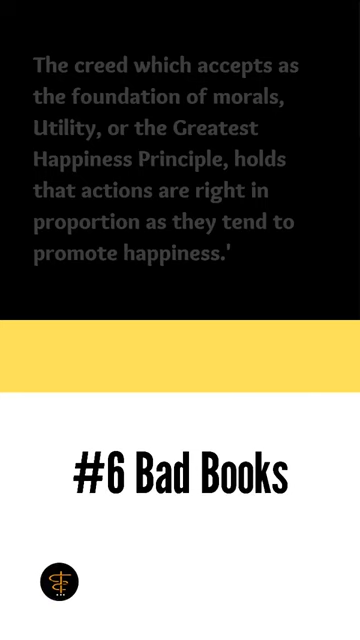 The creed which accepts as
the foundation of morals,
Utility, or the Greatest
Happiness Principle, holds
that actions are right in
proportion as they tend to
promote happiness.'
#6 Bad Books